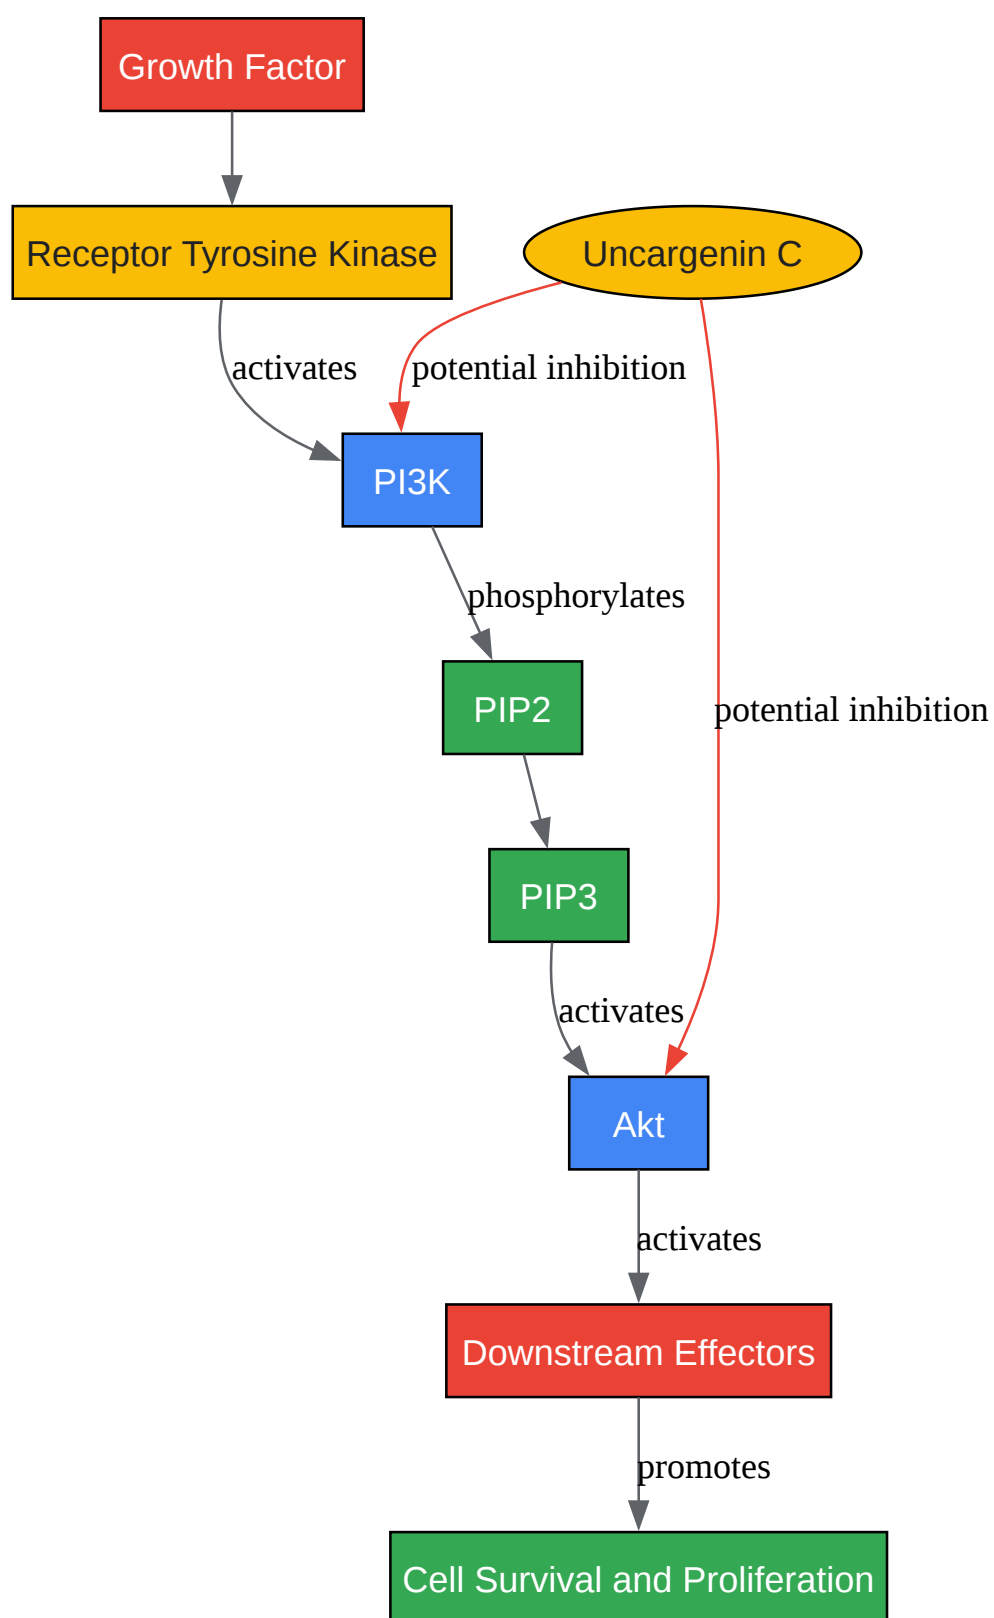 Growth Factor
Receptor Tyrosine Kinase
Uncargenin C
activates
potential inhibition
PI3K
phosphorylates
PIP2
potential inhibition
PIP3
activates
Akt
activates
Downstream Effectors
promotes
Cell Survival and Proliferation